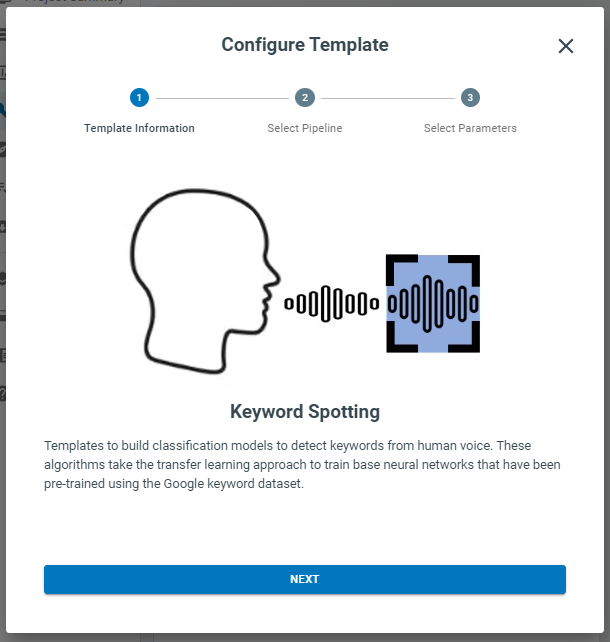 Project Summary
Configure Template
1
2
3
Template Information
Select Pipeline
Select Parameters
Keyword Spotting
Templates to build classification models to detect keywords from human voice. These
algorithms take the transfer learning approach to train base neural networks that have been
pre-trained using the Google keyword dataset.
NEXT